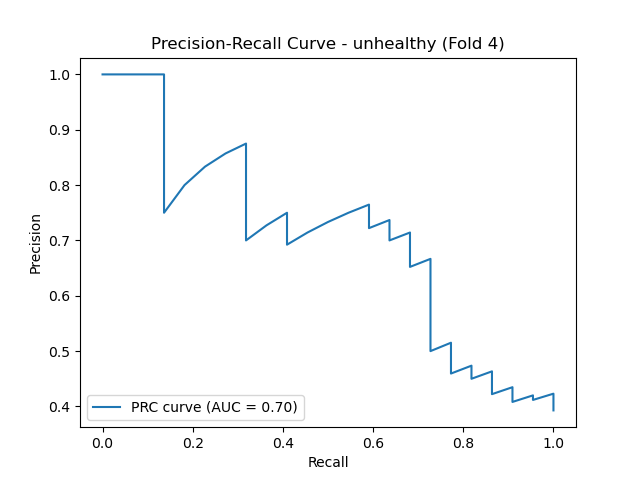 Precision-Recall Curve - unhealthy (Fold 4)
1.0
0.9
0.8
0.7
0.6
0.5
0.4
Precision
PRC curve (AUC = 0.70)
0.0 0.2 0.4 0.6 0.8 1.0
Recall